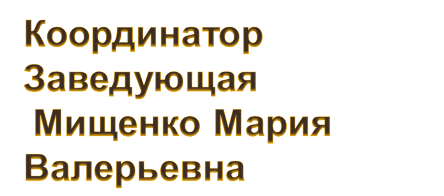 Координатор
Заведующая
Мищенко Мария
Валерьевна